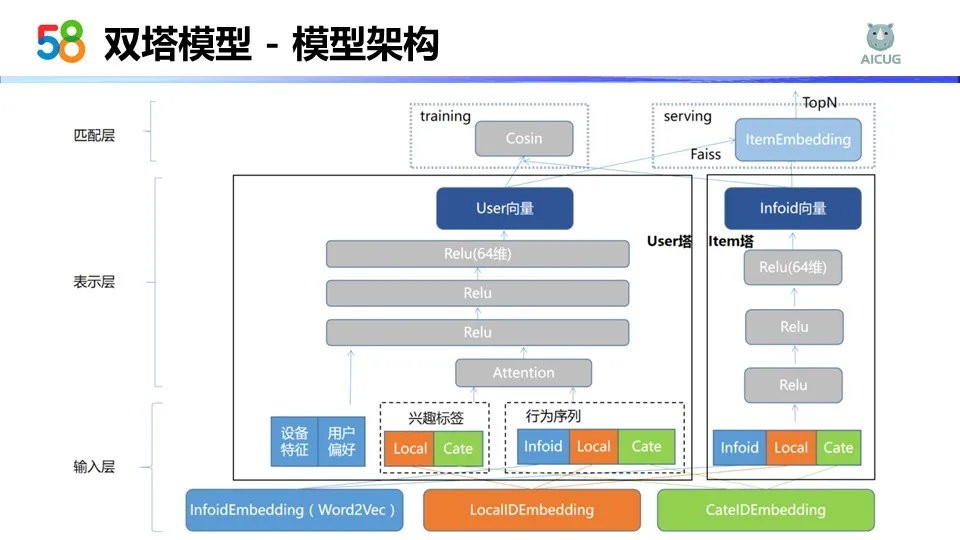 58 双塔模型 - 模型架构
AICUG
TopN
匹配层
training
Cosin
serving
ItemEmbedding
Faiss
表示层
User向量
Infoid向量
User塔
Item塔
Relu(64维)
Relu
Relu
Attention
Relu(64维)
Relu
Relu
输入层
设备
特征
用户
偏好
兴趣标签
Local
Cate
行为序列
Infoid
Local
Cate
Infoid
Local
Cate
InfoidEmbedding（Word2Vec）
LocalIDEmbedding
CateIDEmbedding